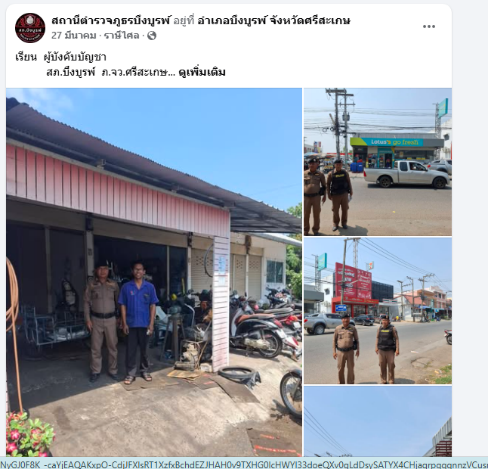 สถานีตำรวจภูธรบึงบูรพ์ อยู่ที่ อำเภอบึงบูรพ์ จังหวัดศรีสะเกษ
27 มีนาคม · ราษีไศล ·
เรียน ผู้บังคับบัญชา
สภ.บึงบูรพ์ ภ.จว.ศรีสะเกษ... ดูเพิ่มเติม
Lotus's go fresh